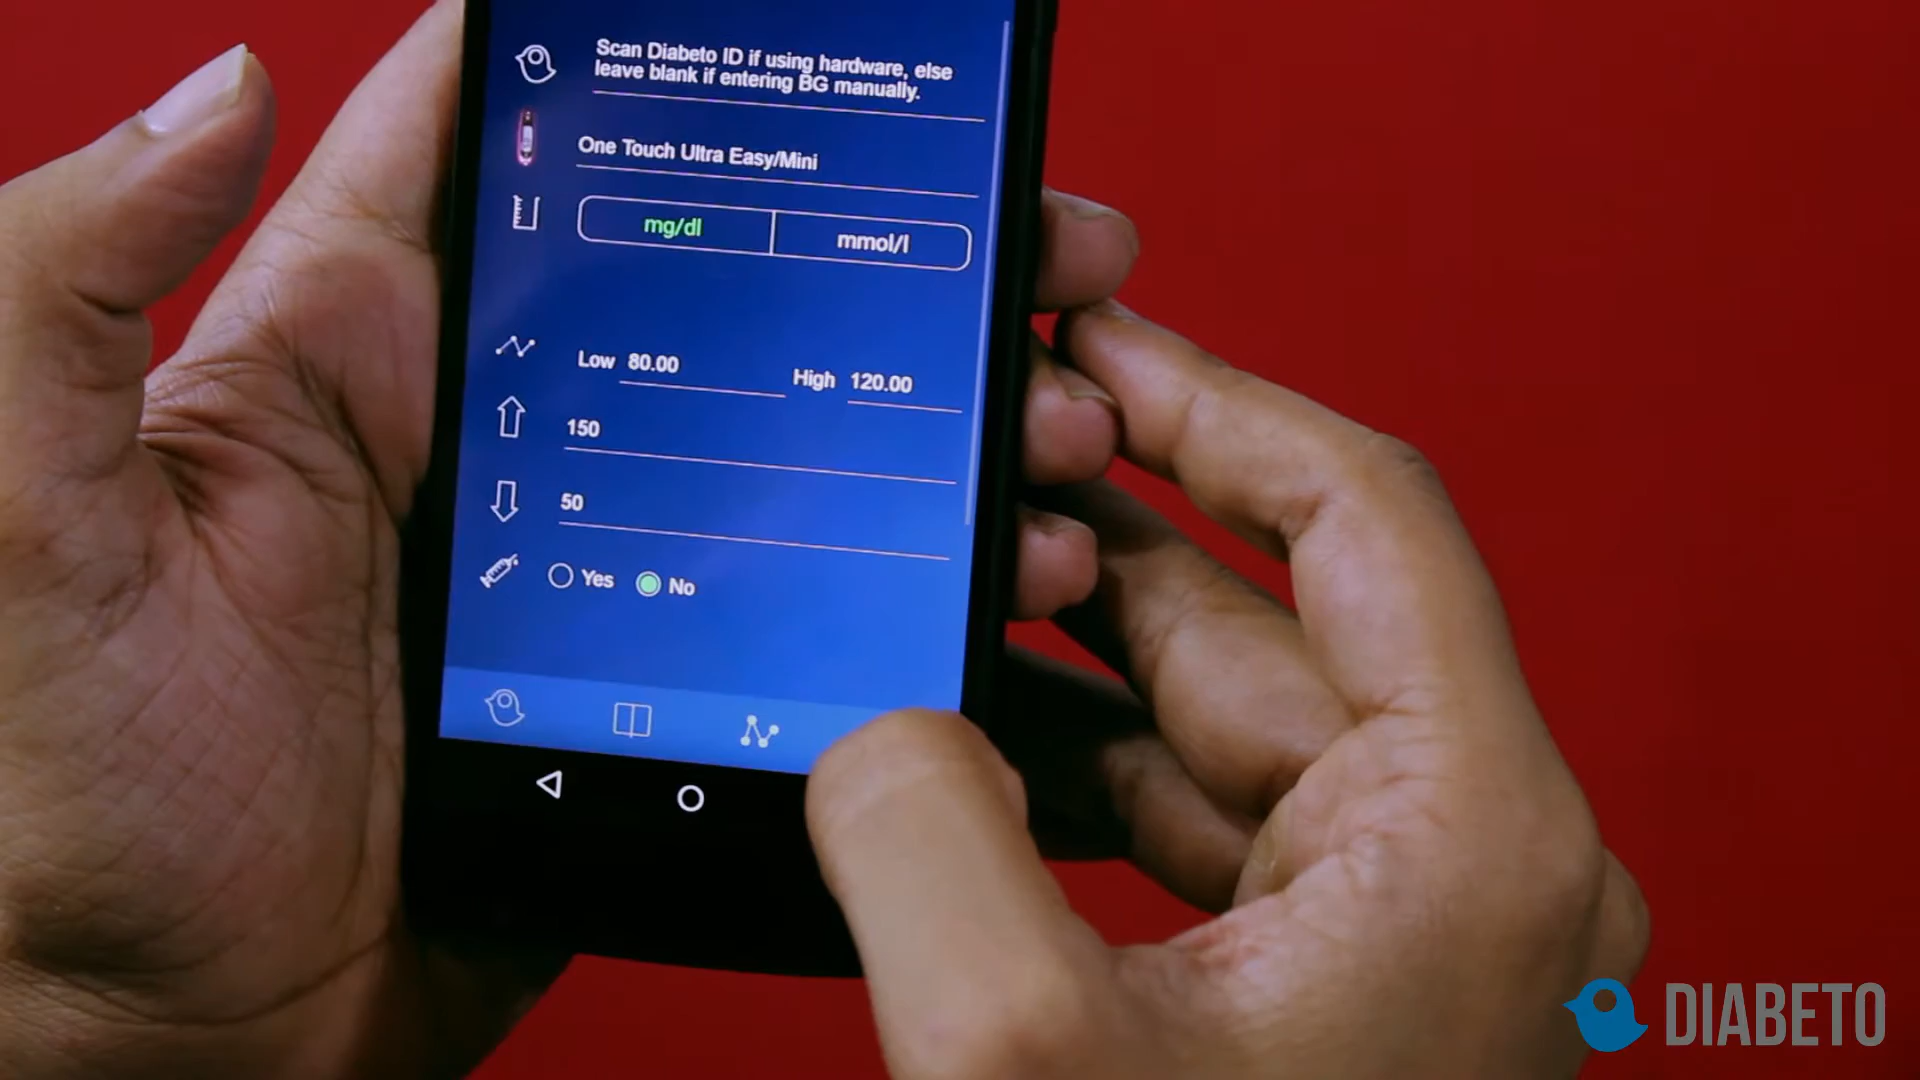 Scan Diabeto ID if using hardware, else
leave blank if entering BG manually.
One Touch Ultra Easy/Mini
mg/dl mmol/l
Low 80.00 High 120.00
150
50
Yes No
DIABETO